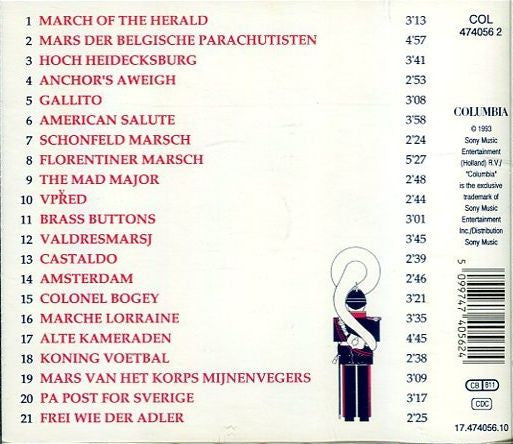 1 MARCH OF THE HERALD 3'13
2 MARS DER BELGISCHE PARACHUTISTEN 4'57
3 HOCH HEIDECKSBURG 3'41
4 ANCHOR'S AWEIGH 2'53
5 GALLITO 3'08
6 AMERICAN SALUTE 3'58
7 SCHONFELD MARSCH 2'24
8 FLORENTINER MARSCH 5'27
9 THE MAD MAJOR 2'48
10 VPRED 2'44
11 BRASS BUTTONS 3'01
12 VALDRESMARSJ 3'45
13 CASTALDO 2'39
14 AMSTERDAM 2'46
15 COLONEL BOGEY 3'21
16 MARCHE LORRAINE 3'35
17 ALTE KAMERADEN 4'45
18 KONING VOETBAL 2'38
19 MARS VAN HET KORPS MIJNENVEGERS 3'09
20 PA POST FOR SVERIGE 3'17
21 FREI WIE DER ADLER 2'25
COL
474056 2
COLUMBIA
© 1993
Sony Music
Entertainment
(Holland) B.V./
"Columbia"
is the exclusive
trademark of
Sony Music
Entertainment
Inc./Distribution
Sony Music
5 099747 405624
CB 811
CDC
17.474056.10